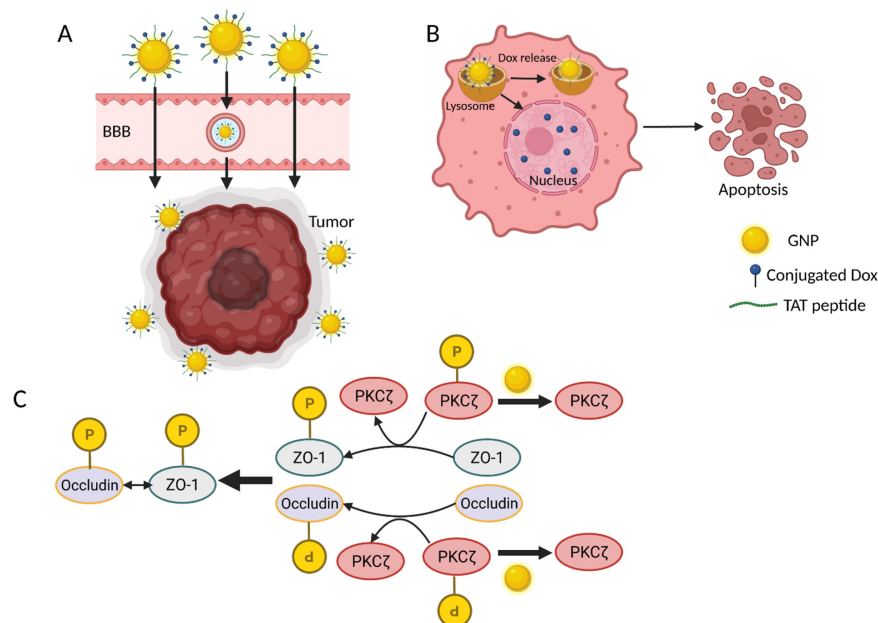 A
BBB
Tumor
B
Dox release
Lysosome
Nucleus
Apoptosis
GNP
Conjugated Dox
TAT peptide
C
P
PKCζ
PKCζ
PKCζ
P
P
P
ZO-1
ZO-1
Occludin
ZO-1
Occludin
Occludin
P
PKCζ
PKCζ
PKCζ
P